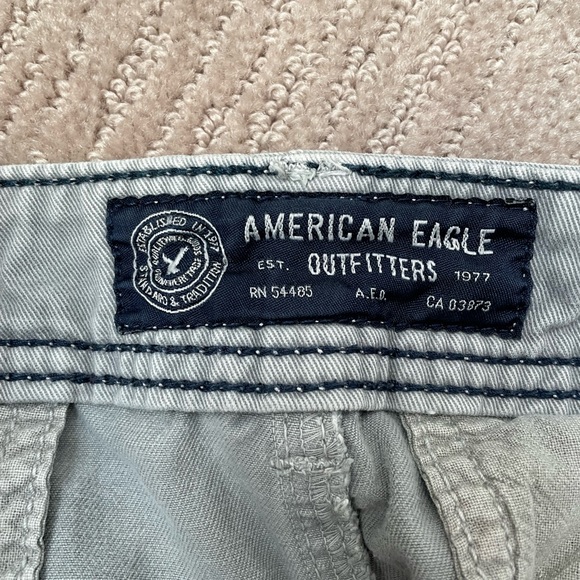 ESTABLISHED IN 1977
STANDARD & TRADITION
AMERICAN EAGLE
EST. OUTFITTERS 1977
RN 54485 A.E.O. CA 03873